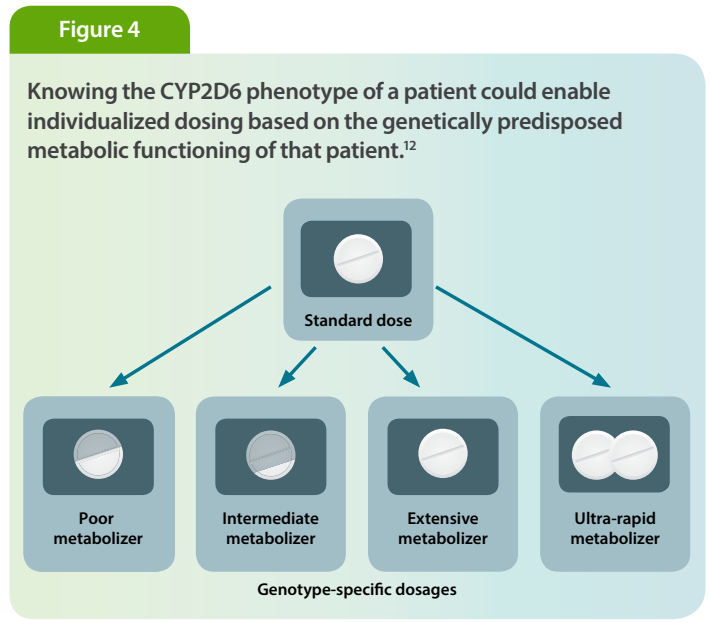 Figure 4
Knowing the CYP2D6 phenotype of a patient could enable
individualized dosing based on the genetically predisposed
metabolic functioning of that patient.12
Standard dose
Poor
metabolizer
Intermediate
metabolizer
Extensive
metabolizer
Ultra-rapid
metabolizer
Genotype-specific dosages